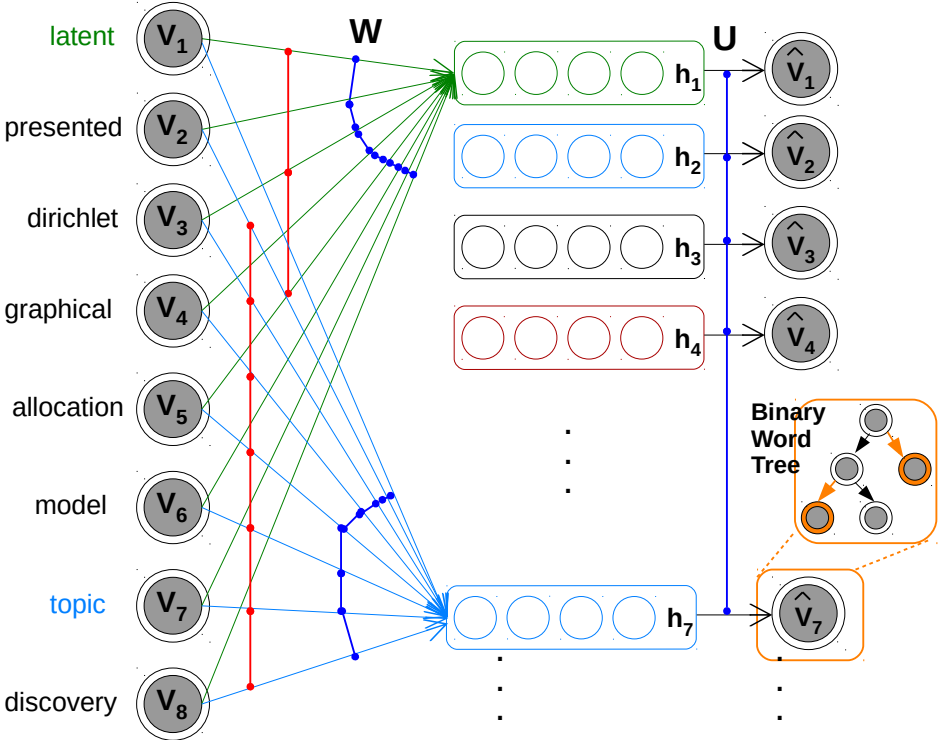 latent
V1
W
h1
U
V̂1
presented
V2
h2
V̂2
dirichlet
V3
h3
V̂3
graphical
V4
h4
V̂4
allocation
V5
Binary
Word
Tree
model
V6
topic
V7
h7
V̂7
discovery
V8